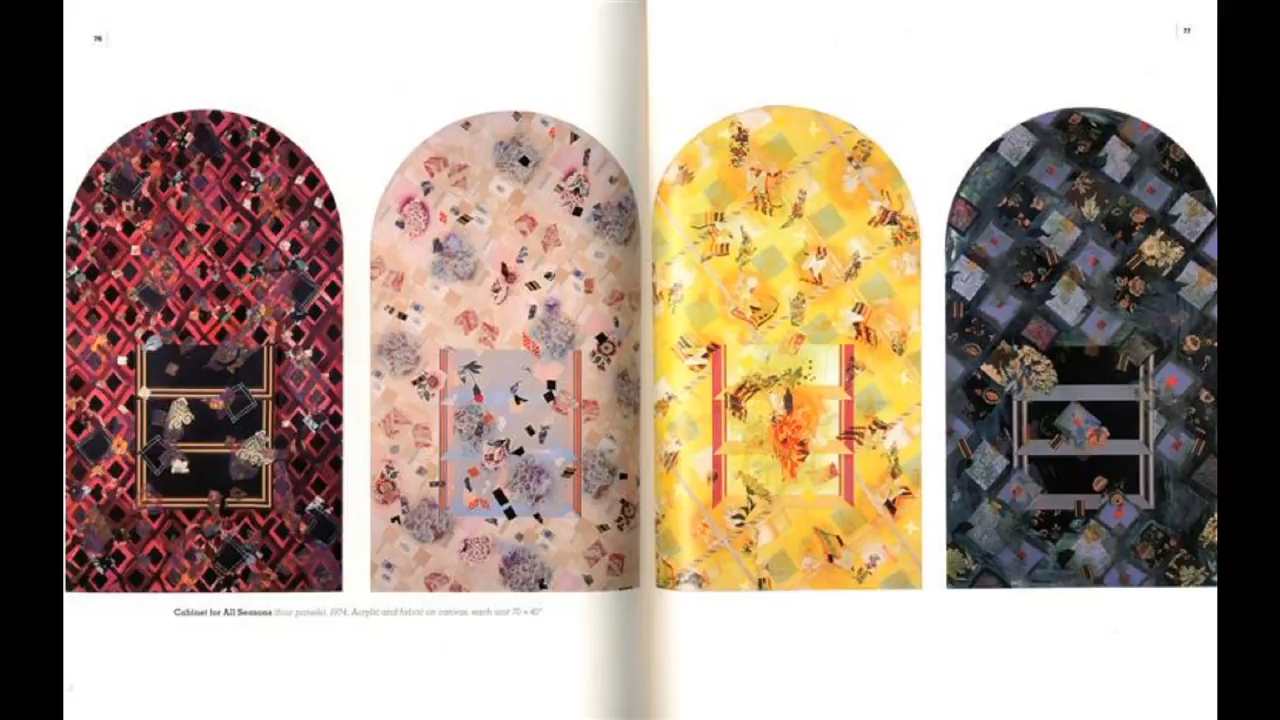 76
77
Cabinet for All Seasons (four panels), 1974. Acrylic and fabric on canvas, each unit 70 × 40"